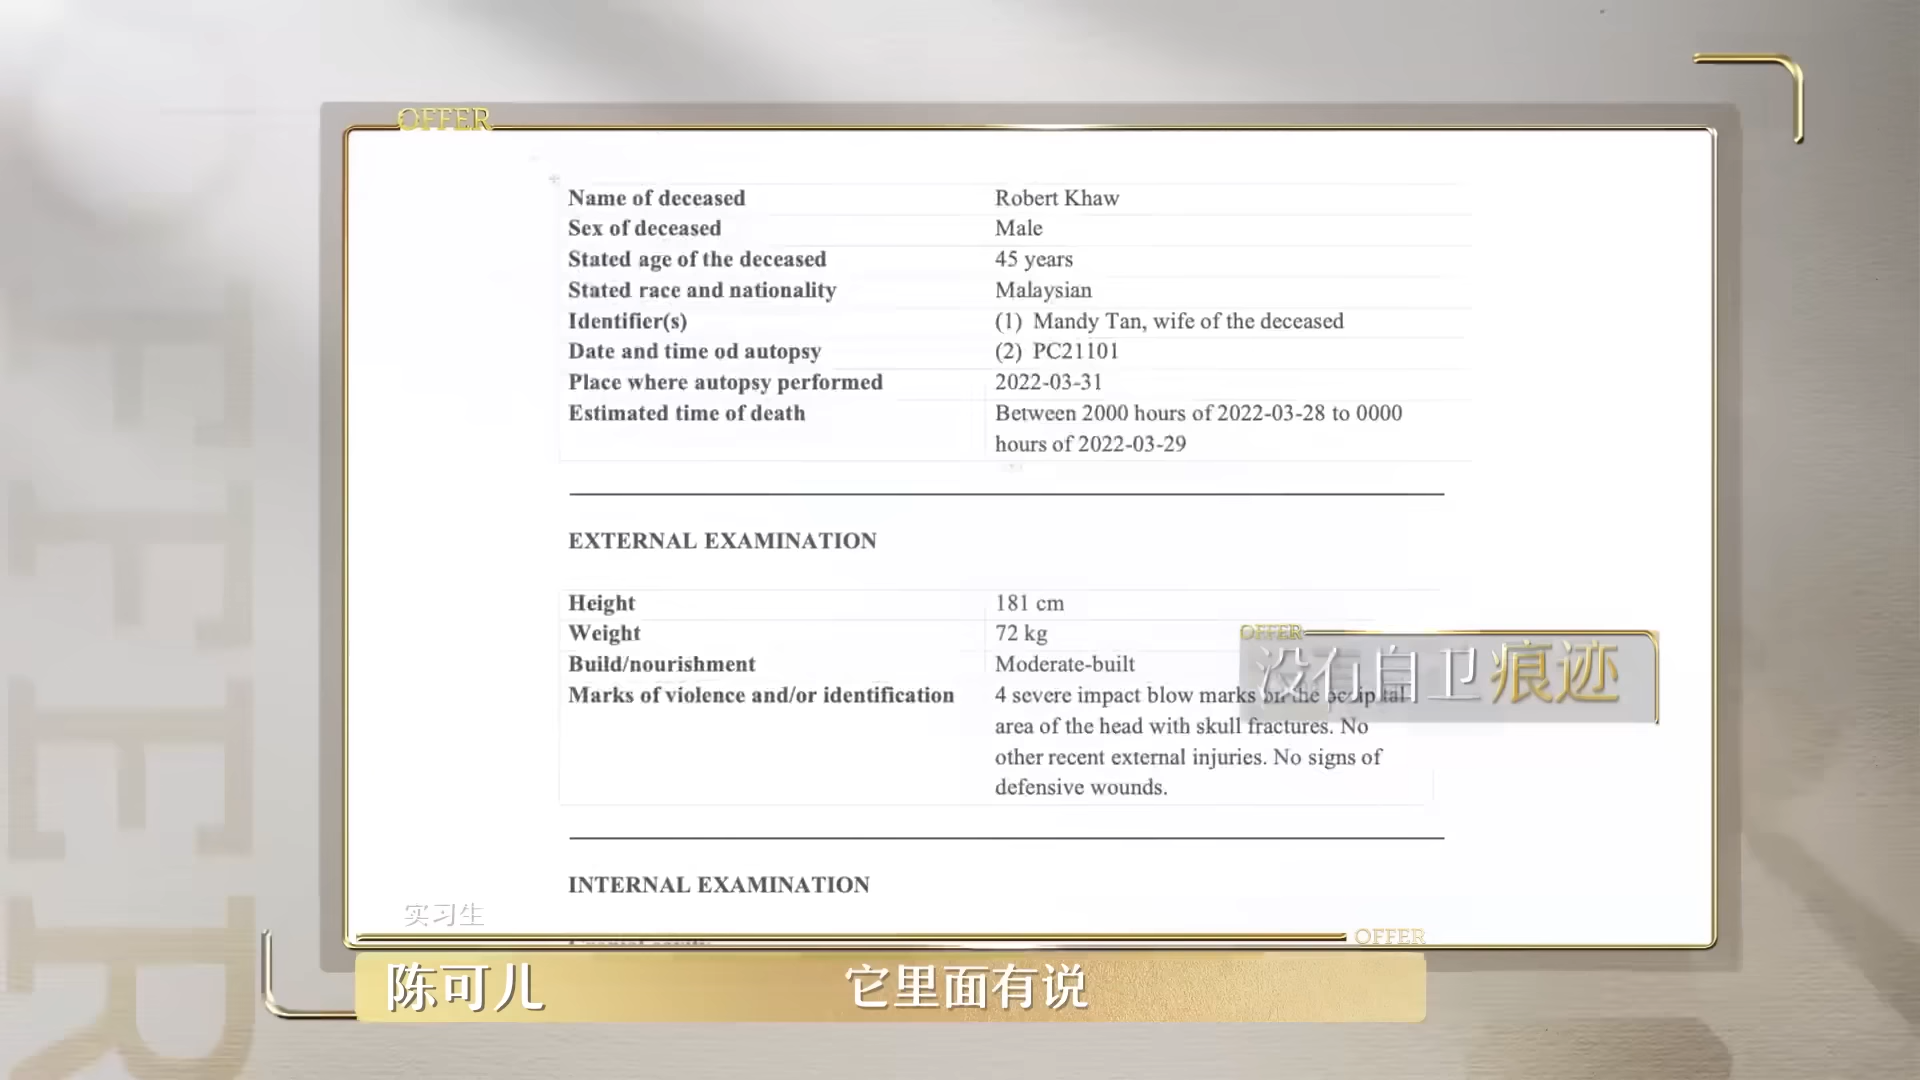 OFFER
Name of deceased Robert Khaw
Sex of deceased Male
Stated age of the deceased 45 years
Stated race and nationality Malaysian
Identifier(s) (1) Mandy Tan, wife of the deceased
Date and time od autopsy (2) PC21101
Place where autopsy performed 2022-03-31
Estimated time of death Between 2000 hours of 2022-03-28 to 0000
hours of 2022-03-29
EXTERNAL EXAMINATION
Height 181 cm
Weight 72 kg
Build/nourishment Moderate-built
Marks of violence and/or identification 4 severe impact blow marks on the occipital
area of the head with skull fractures. No
other recent external injuries. No signs of
defensive wounds.
OFFER
没有自卫痕迹
INTERNAL EXAMINATION
实习生
OFFER
陈可儿 它里面有说
OFFER